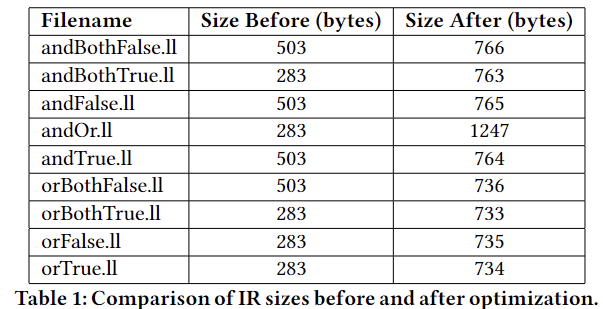 Filename Size Before (bytes) Size After (bytes)
andBothFalse.ll 503 766
andBothTrue.ll 283 763
andFalse.ll 503 765
andOr.ll 283 1247
andTrue.ll 503 764
orBothFalse.ll 503 736
orBothTrue.ll 283 733
orFalse.ll 283 735
orTrue.ll 283 734
Table 1: Comparison of IR sizes before and after optimization.